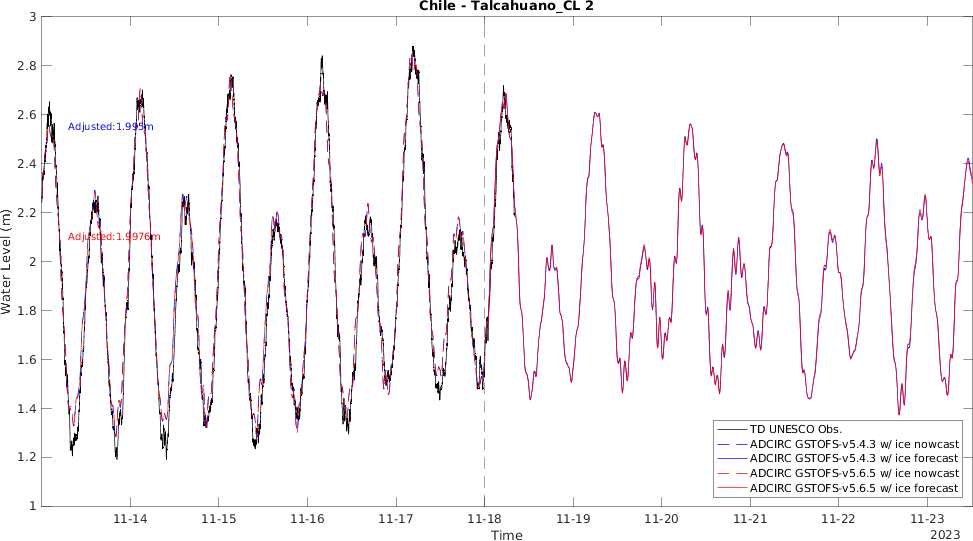 Chile - Talcahuano_CL 2
3
2.8
2.6
2.4
2.2
2
1.8
1.6
1.4
1.2
1
Water Level (m)
Adjusted:1.995m
Adjusted:1.9976m
TD UNESCO Obs.
ADCIRC GSTOFS-v5.4.3 w/ ice nowcast
ADCIRC GSTOFS-v5.4.3 w/ ice forecast
ADCIRC GSTOFS-v5.6.5 w/ ice nowcast
ADCIRC GSTOFS-v5.6.5 w/ ice forecast
11-14 11-15 11-16 11-17 11-18 11-19 11-20 11-21 11-22 11-23
2023
Time